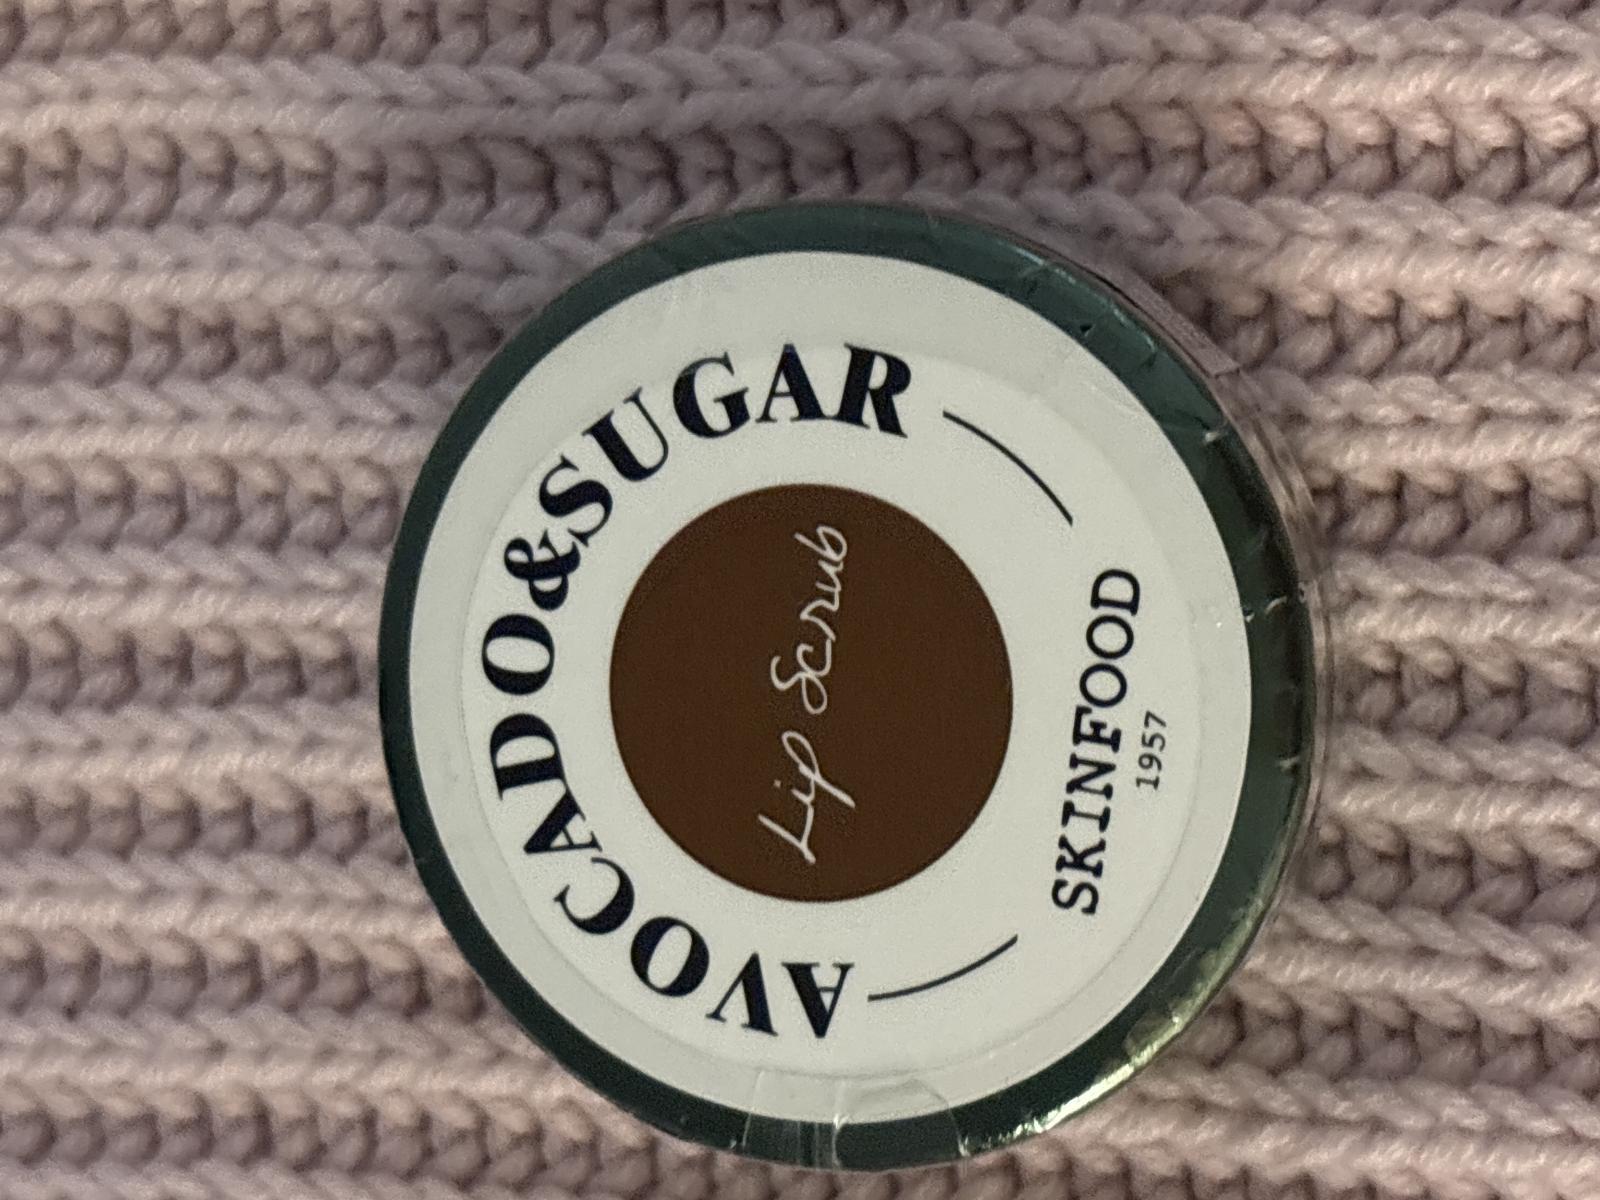 AVOCADO&SUGAR
Lip Scrub
SKINFOOD
1957